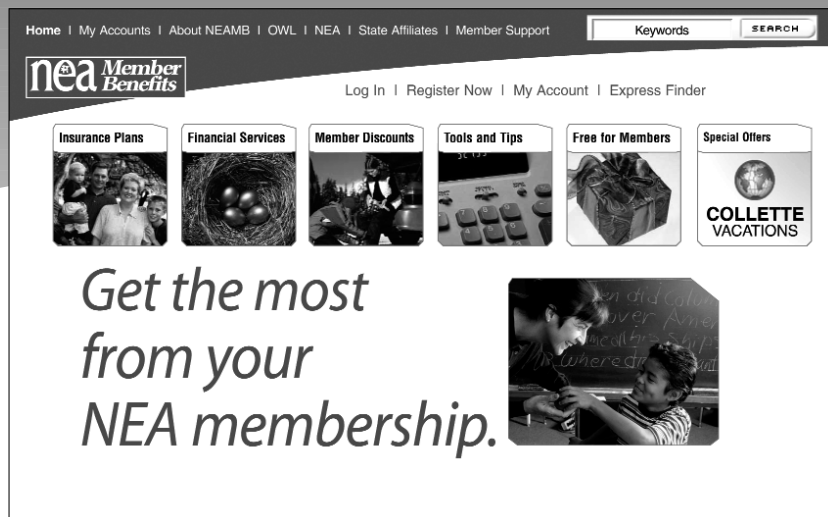 Home | My Accounts | About NEAMB | OWL | NEA | State Affiliates | Member Support
Keywords
SEARCH
nea Member
Benefits
Log In | Register Now | My Account | Express Finder
Insurance Plans
Financial Services
Member Discounts
Tools and Tips
Free for Members
Special Offers
COLLETTE
VACATIONS
Get the most
from your
NEA membership.